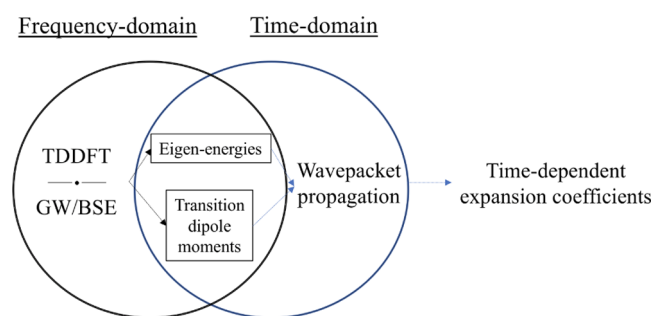 Frequency-domain
Time-domain
TDDFT
GW/BSE
Eigen-energies
Transition
dipole
moments
Wavepacket
propagation
Time-dependent
expansion coefficients